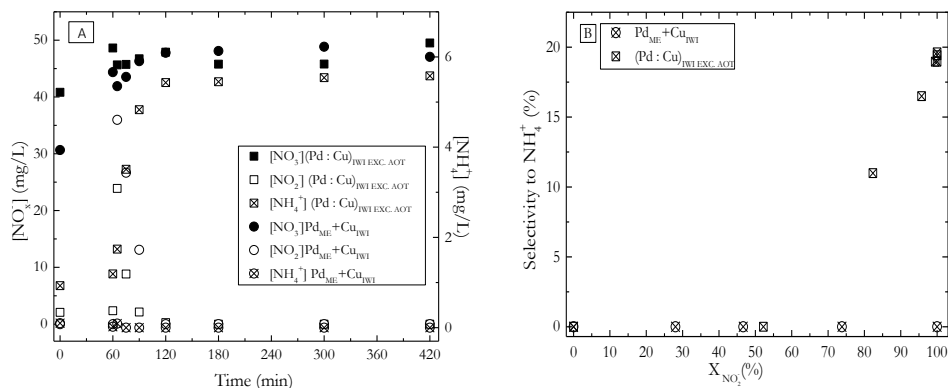 A
50
40
30
20
10
0
[NO x -] (mg/L)
6
4
2
0
[NH4+] (mg/L)
0 60 120 180 240 300 360 420
Time (min)
[NO3-](Pd : Cu)IWI EXC. AOT
[NO2-] (Pd : Cu)IWI EXC. AOT
[NH4+] (Pd : Cu)IWI EXC. AOT
[NO3-]PdME+CuIWI
[NO2-]PdME+CuIWI
[NH4+] PdME+CuIWI
B
PdME+CuIWI
(Pd : Cu)IWI EXC. AOT
20
15
10
5
0
Selectivity to NH4+ (%)
0 10 20 30 40 50 60 70 80 90 100
XNO2-(%)